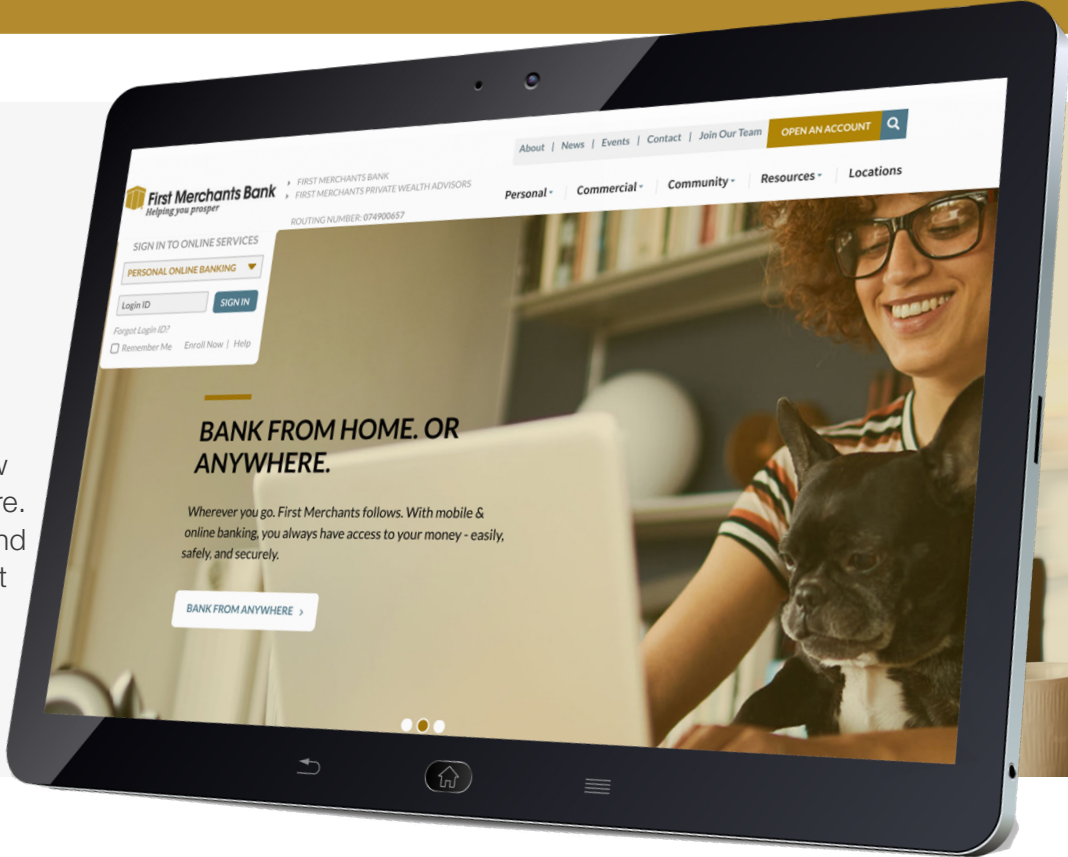 About | News | Events | Contact | Join Our Team
OPEN AN ACCOUNT
First Merchants Bank
Helping you prosper
FIRST MERCHANTS BANK
FIRST MERCHANTS PRIVATE WEALTH ADVISORS
ROUTING NUMBER: 074900657
Personal
Commercial
Community
Resources
Locations
SIGN IN TO ONLINE SERVICES
PERSONAL ONLINE BANKING
Login ID
SIGN IN
Forgot Login ID?
Remember Me
Enroll Now | Help
BANK FROM HOME. OR
ANYWHERE.
Wherever you go. First Merchants follows. With mobile &
online banking, you always have access to your money - easily,
safely, and securely.
BANK FROM ANYWHERE >